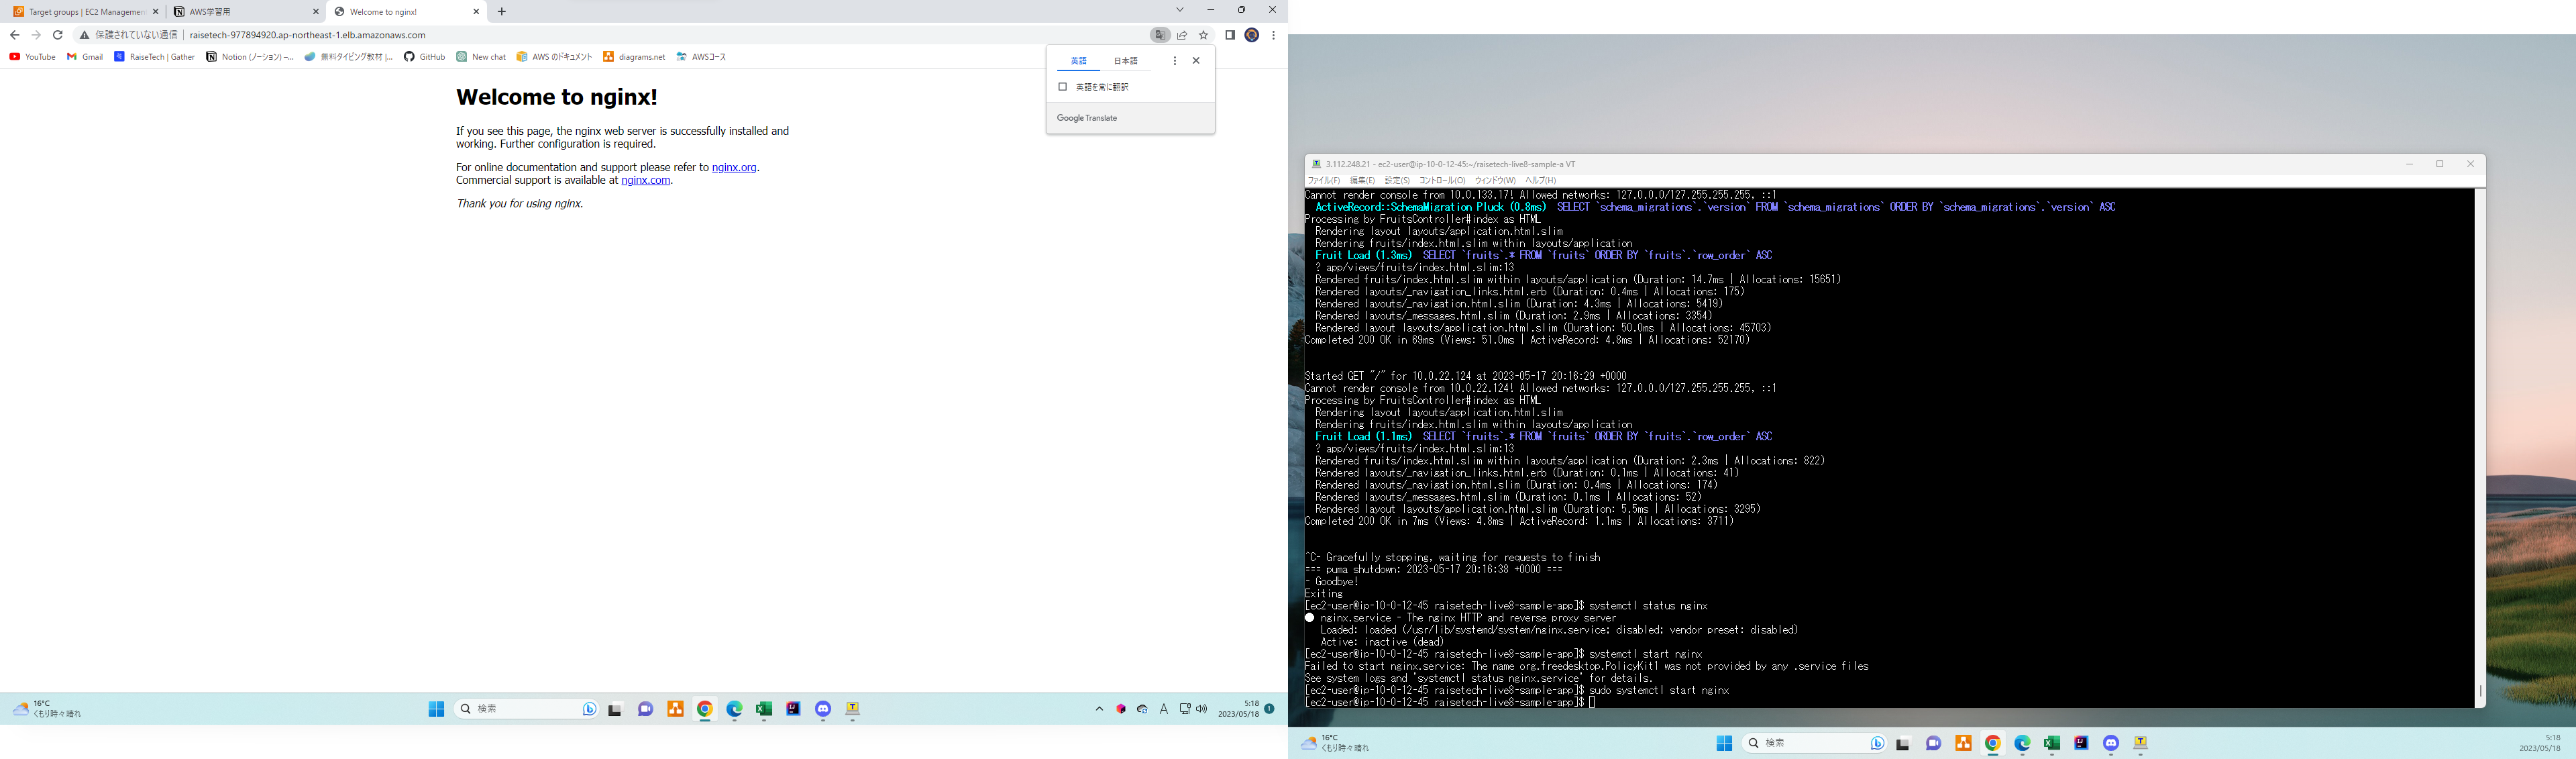 Target groups | EC2 Managemen
AWS学習用
Welcome to nginx!
保護されていない通信 | raisetech-977894920.ap-northeast-1.elb.amazonaws.com
YouTube
Gmail
RaiseTech | Gather
Notion (ノーション) –...
無料タイピング教材 |...
GitHub
New chat
AWS のドキュメント
diagrams.net
AWSコース
英語
日本語
英語を常に翻訳
Google Translate
Welcome to nginx!
If you see this page, the nginx web server is successfully installed and
working. Further configuration is required.
For online documentation and support please refer to nginx.org.
Commercial support is available at nginx.com.
Thank you for using nginx.
16°C
くもり時々晴れ
検索
A
5:18
2023/05/18
1
3.112.248.21 - ec2-user@ip-10-0-12-45:~/raisetech-live8-sample-a VT
ファイル(F) 編集(E) 設定(S) コントロール(O) ウィンドウ(W) ヘルプ(H)
Cannot render console from 10.0.133.17! Allowed networks: 127.0.0.0/127.255.255.255, ::1
ActiveRecord::SchemaMigration Pluck (0.8ms) SELECT `schema_migrations`.`version` FROM `schema_migrations` ORDER BY `schema_migrations`.`version` ASC
Processing by FruitsController#index as HTML
Rendering layout layouts/application.html.slim
Rendering fruits/index.html.slim within layouts/application
Fruit Load (1.3ms) SELECT `fruits`.* FROM `fruits` ORDER BY `fruits`.`row_order` ASC
? app/views/fruits/index.html.slim:13
Rendered fruits/index.html.slim within layouts/application (Duration: 14.7ms | Allocations: 15651)
Rendered layouts/_navigation_links.html.erb (Duration: 0.4ms | Allocations: 175)
Rendered layouts/_navigation.html.slim (Duration: 4.3ms | Allocations: 5419)
Rendered layouts/_messages.html.slim (Duration: 2.9ms | Allocations: 3354)
Rendered layout layouts/application.html.slim (Duration: 50.0ms | Allocations: 45703)
Completed 200 OK in 69ms (Views: 51.0ms | ActiveRecord: 4.8ms | Allocations: 52170)
Started GET "/" for 10.0.22.124 at 2023-05-17 20:16:29 +0000
Cannot render console from 10.0.22.124! Allowed networks: 127.0.0.0/127.255.255.255, ::1
Processing by FruitsController#index as HTML
Rendering layout layouts/application.html.slim
Rendering fruits/index.html.slim within layouts/application
Fruit Load (1.1ms) SELECT `fruits`.* FROM `fruits` ORDER BY `fruits`.`row_order` ASC
? app/views/fruits/index.html.slim:13
Rendered fruits/index.html.slim within layouts/application (Duration: 2.3ms | Allocations: 822)
Rendered layouts/_navigation_links.html.erb (Duration: 0.1ms | Allocations: 41)
Rendered layouts/_navigation.html.slim (Duration: 0.4ms | Allocations: 174)
Rendered layouts/_messages.html.slim (Duration: 0.1ms | Allocations: 52)
Rendered layout layouts/application.html.slim (Duration: 5.5ms | Allocations: 3295)
Completed 200 OK in 7ms (Views: 4.8ms | ActiveRecord: 1.1ms | Allocations: 3711)
^C- Gracefully stopping, waiting for requests to finish
=== puma shutdown: 2023-05-17 20:16:38 +0000 ===
- Goodbye!
Exiting
[ec2-user@ip-10-0-12-45 raisetech-live8-sample-app]$ systemctl status nginx
● nginx.service - The nginx HTTP and reverse proxy server
Loaded: loaded (/usr/lib/systemd/system/nginx.service; disabled; vendor preset: disabled)
Active: inactive (dead)
[ec2-user@ip-10-0-12-45 raisetech-live8-sample-app]$ systemctl start nginx
Failed to start nginx.service: The name org.freedesktop.PolicyKit1 was not provided by any .service files
See system logs and 'systemctl status nginx.service' for details.
[ec2-user@ip-10-0-12-45 raisetech-live8-sample-app]$ sudo systemctl start nginx
[ec2-user@ip-10-0-12-45 raisetech-live8-sample-app]$
16°C
くもり時々晴れ
検索
5:18
2023/05/18